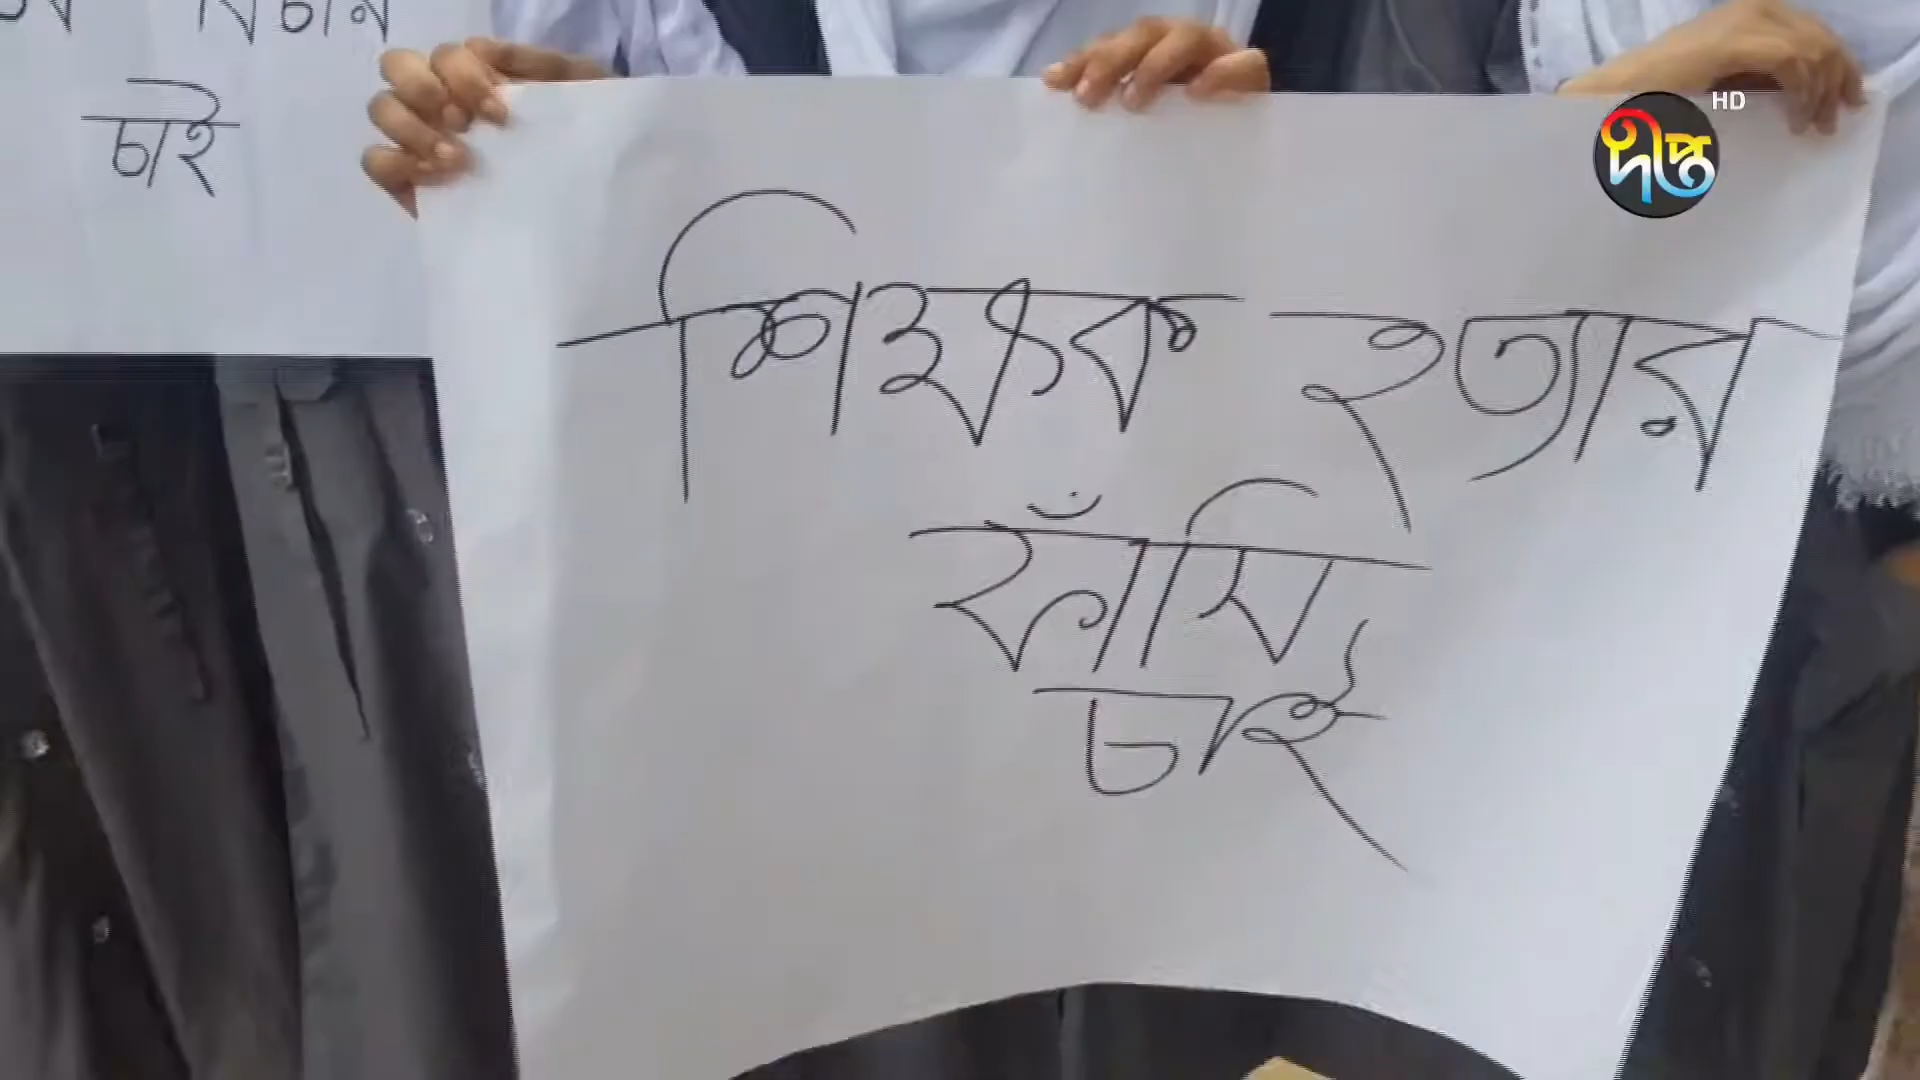 বিচার
চাই
শিক্ষক হত্যার
ফাঁসি
চাই
দীপ্ত
HD